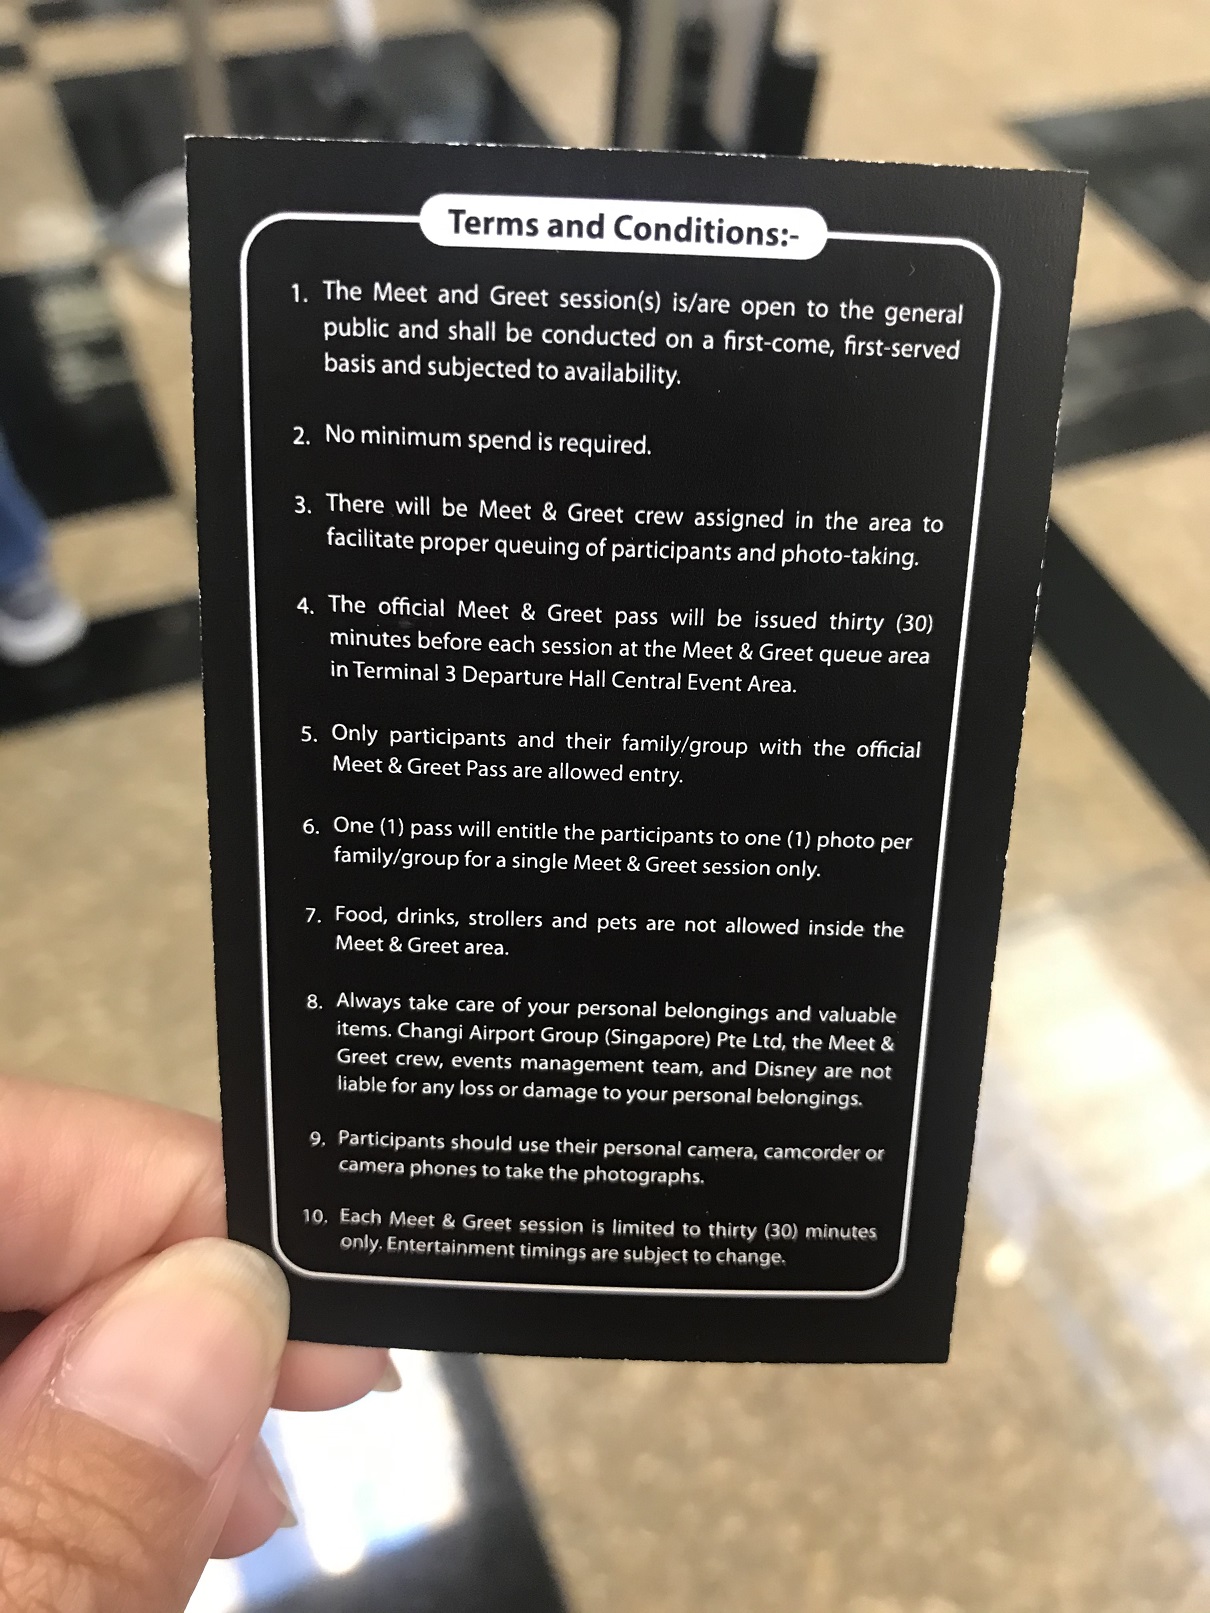 Terms and Conditions:-
1. The Meet and Greet session(s) is/are open to the general
public and shall be conducted on a first-come, first-served
basis and subjected to availability.
2. No minimum spend is required.
3. There will be Meet & Greet crew assigned in the area to
facilitate proper queuing of participants and photo-taking.
4. The official Meet & Greet pass will be issued thirty (30)
minutes before each session at the Meet & Greet queue area
in Terminal 3 Departure Hall Central Event Area.
5. Only participants and their family/group with the official
Meet & Greet Pass are allowed entry.
6. One (1) pass will entitle the participants to one (1) photo per
family/group for a single Meet & Greet session only.
7. Food, drinks, strollers and pets are not allowed inside the
Meet & Greet area.
8. Always take care of your personal belongings and valuable
items. Changi Airport Group (Singapore) Pte Ltd, the Meet &
Greet crew, events management team, and Disney are not
liable for any loss or damage to your personal belongings.
9. Participants should use their personal camera, camcorder or
camera phones to take the photographs.
10. Each Meet & Greet session is limited to thirty (30) minutes
only. Entertainment timings are subject to change.